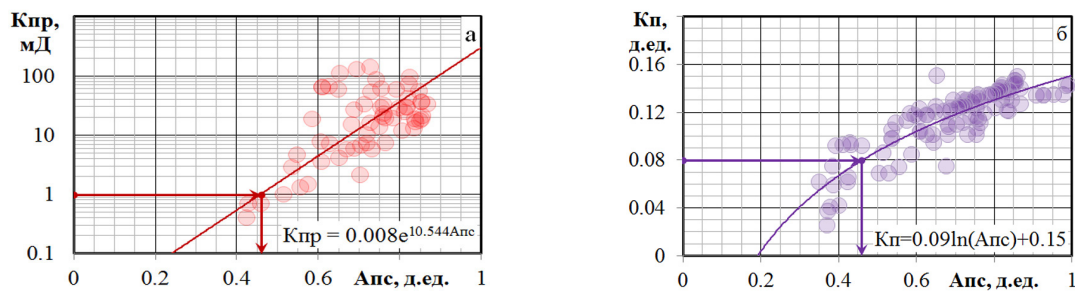 Кпр,
мД
а
100
10
1
0.1
Кпр = 0.008e^10.544Апс
0 0.2 0.4 0.6 0.8 1
Апс, д.ед.
Кп,
д.ед.
б
0.16
0.12
0.08
0.04
0
Кп=0.09ln(Апс)+0.15
0 0.2 0.4 0.6 0.8 1
Апс, д.ед.